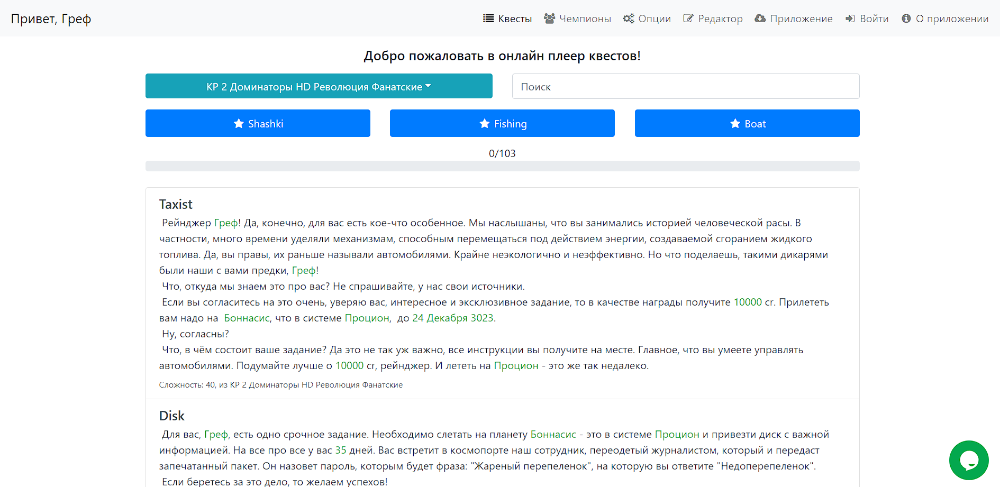 Привет, Греф
Квесты Чемпионы Опции Редактор Приложение Войти О приложении
Добро пожаловать в онлайн плеер квестов!
КР 2 Доминаторы HD Революция Фанатские
Поиск
Shashki
Fishing
Boat
0/103
Taxist
Рейнджер Греф! Да, конечно, для вас есть кое-что особенное. Мы наслышаны, что вы занимались историей человеческой расы. В
частности, много времени уделяли механизмам, способным перемещаться под действием энергии, создаваемой сгоранием жидкого
топлива. Да, вы правы, их раньше называли автомобилями. Крайне неэкологично и неэффективно. Но что поделаешь, такими дикарями
были наши с вами предки, Греф!
Что, откуда мы знаем это про вас? Не спрашивайте, у нас свои источники.
Если вы согласитесь на это очень, уверяю вас, интересное и эксклюзивное задание, то в качестве награды получите 10000 cr. Прилететь
вам надо на Боннасис, что в системе Процион, до 24 Декабря 3023.
Ну, согласны?
Что, в чём состоит ваше задание? Да это не так уж важно, все инструкции вы получите на месте. Главное, что вы умеете управлять
автомобилями. Подумайте лучше о 10000 cr, рейнджер. И лететь на Процион - это же так недалеко.
Сложность: 40, из КР 2 Доминаторы HD Революция Фанатские
Disk
Для вас, Греф, есть одно срочное задание. Необходимо слетать на планету Боннасис - это в системе Процион и привезти диск с важной
информацией. На все про все у вас 35 дней. Вас встретит в космопорте наш сотрудник, переодетый журналистом, который и передаст
запечатанный пакет. Он назовет пароль, которым будет фраза: "Жареный перепеленок", на которую вы ответите "Недоперепеленок".
Если беретесь за это дело, то желаем успехов!